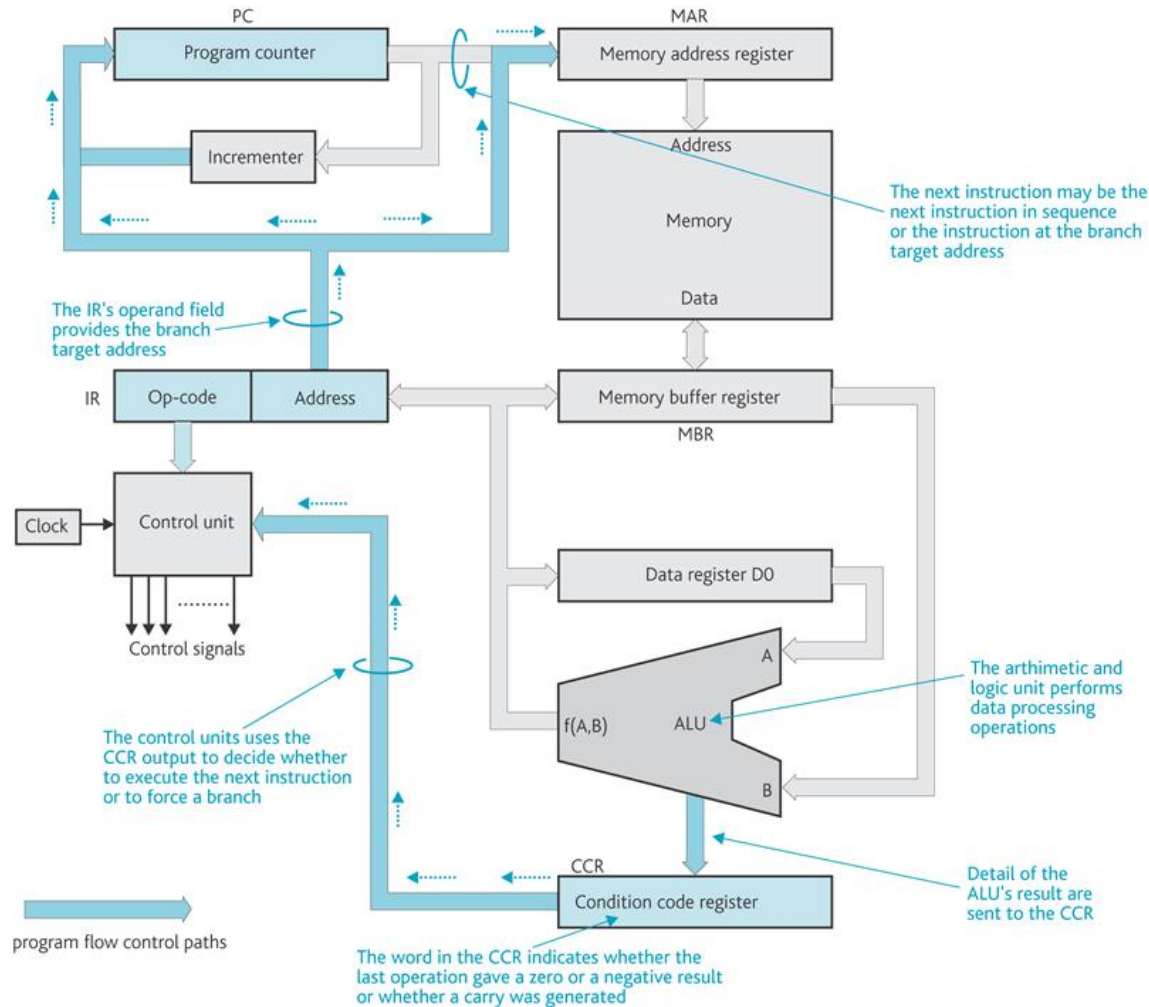 PC
MAR
Program counter
Memory address register
Incrementer
Address
Memory
Data
The next instruction may be the
next instruction in sequence
or the instruction at the branch
target address
The IR's operand field
provides the branch
target address
IR
Op-code
Address
Memory buffer register
MBR
Clock
Control unit
Control signals
Data register D0
A
f(A,B)
ALU
B
The arthimetic and
logic unit performs
data processing
operations
The control units uses the
CCR output to decide whether
to execute the next instruction
or to force a branch
CCR
Condition code register
Detail of the
ALU's result are
sent to the CCR
program flow control paths
The word in the CCR indicates whether the
last operation gave a zero or a negative result
or whether a carry was generated